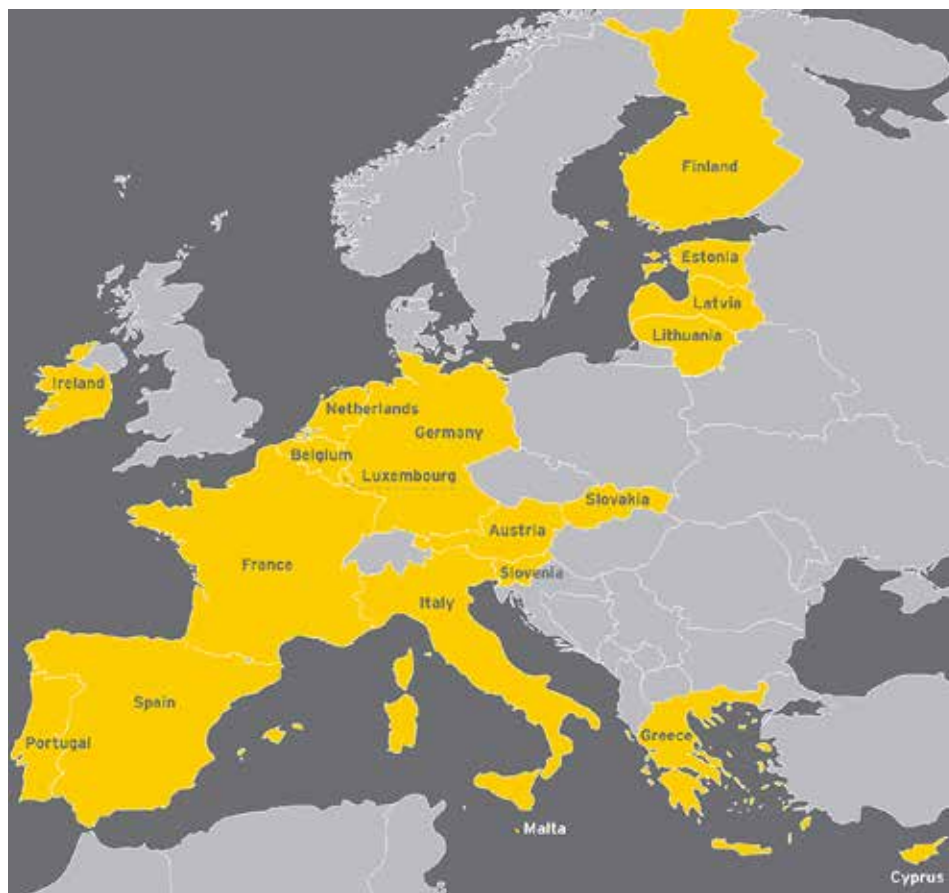 Finland
Estonia
Latvia
Lithuania
Ireland
Netherlands
Germany
Belgium
Luxembourg
Slovakia
Austria
France
Slovenia
Italy
Spain
Portugal
Greece
Malta
Cyprus